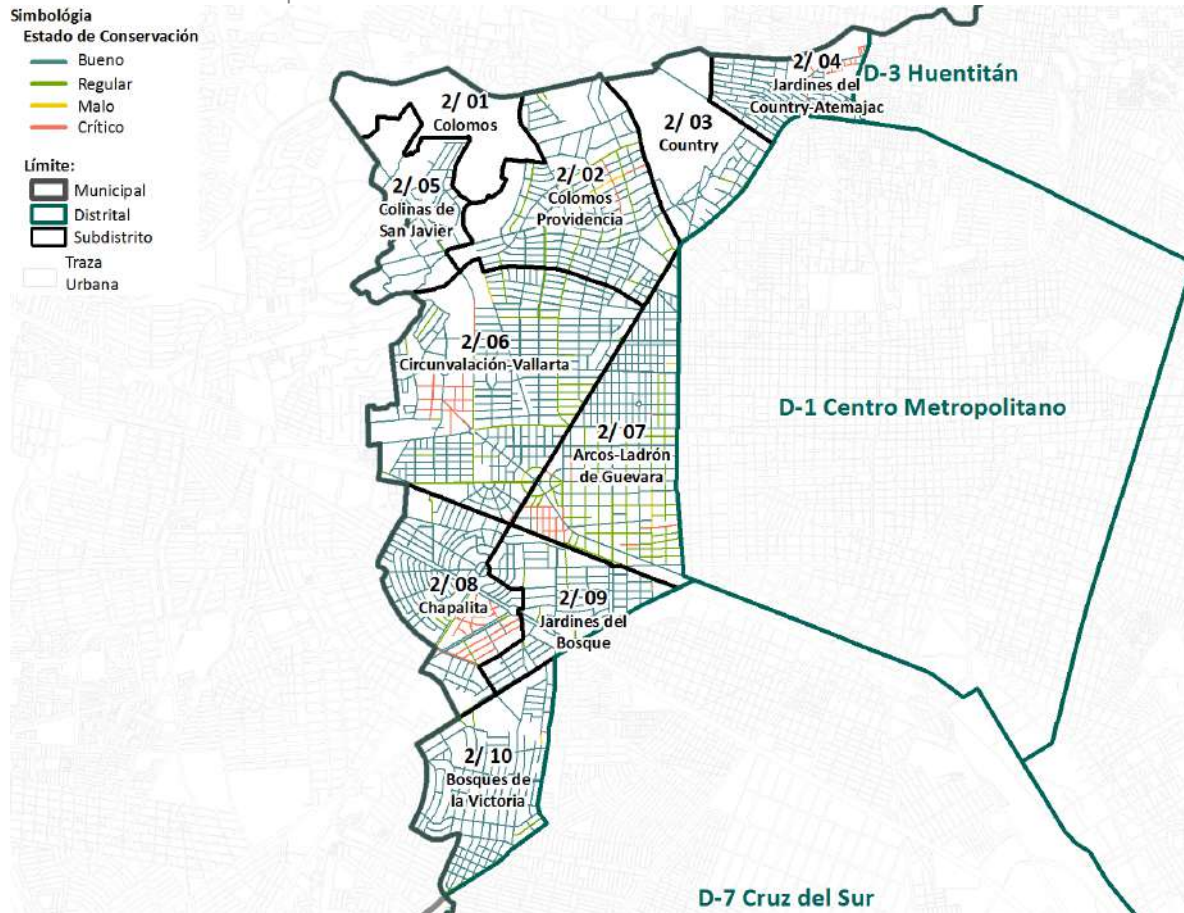 Simbológia
Estado de Conservación
Bueno
Regular
Malo
Crítico
Límite:
Municipal
Distrital
Subdistrito
Traza
Urbana
2/ 01
Colomos
2/ 02
Colomos
Providencia
2/ 03
Country
2/ 04
Jardines del
Country-Atemajac
D-3 Huentitán
2/ 05
Colinas de
San Javier
2/ 06
Circunvalación-Vallarta
2/ 07
Arcos-Ladrón
de Guevara
D-1 Centro Metropolitano
2/ 08
Chapalita
2/ 09
Jardines del
Bosque
2/ 10
Bosques de
la Victoria
D-7 Cruz del Sur